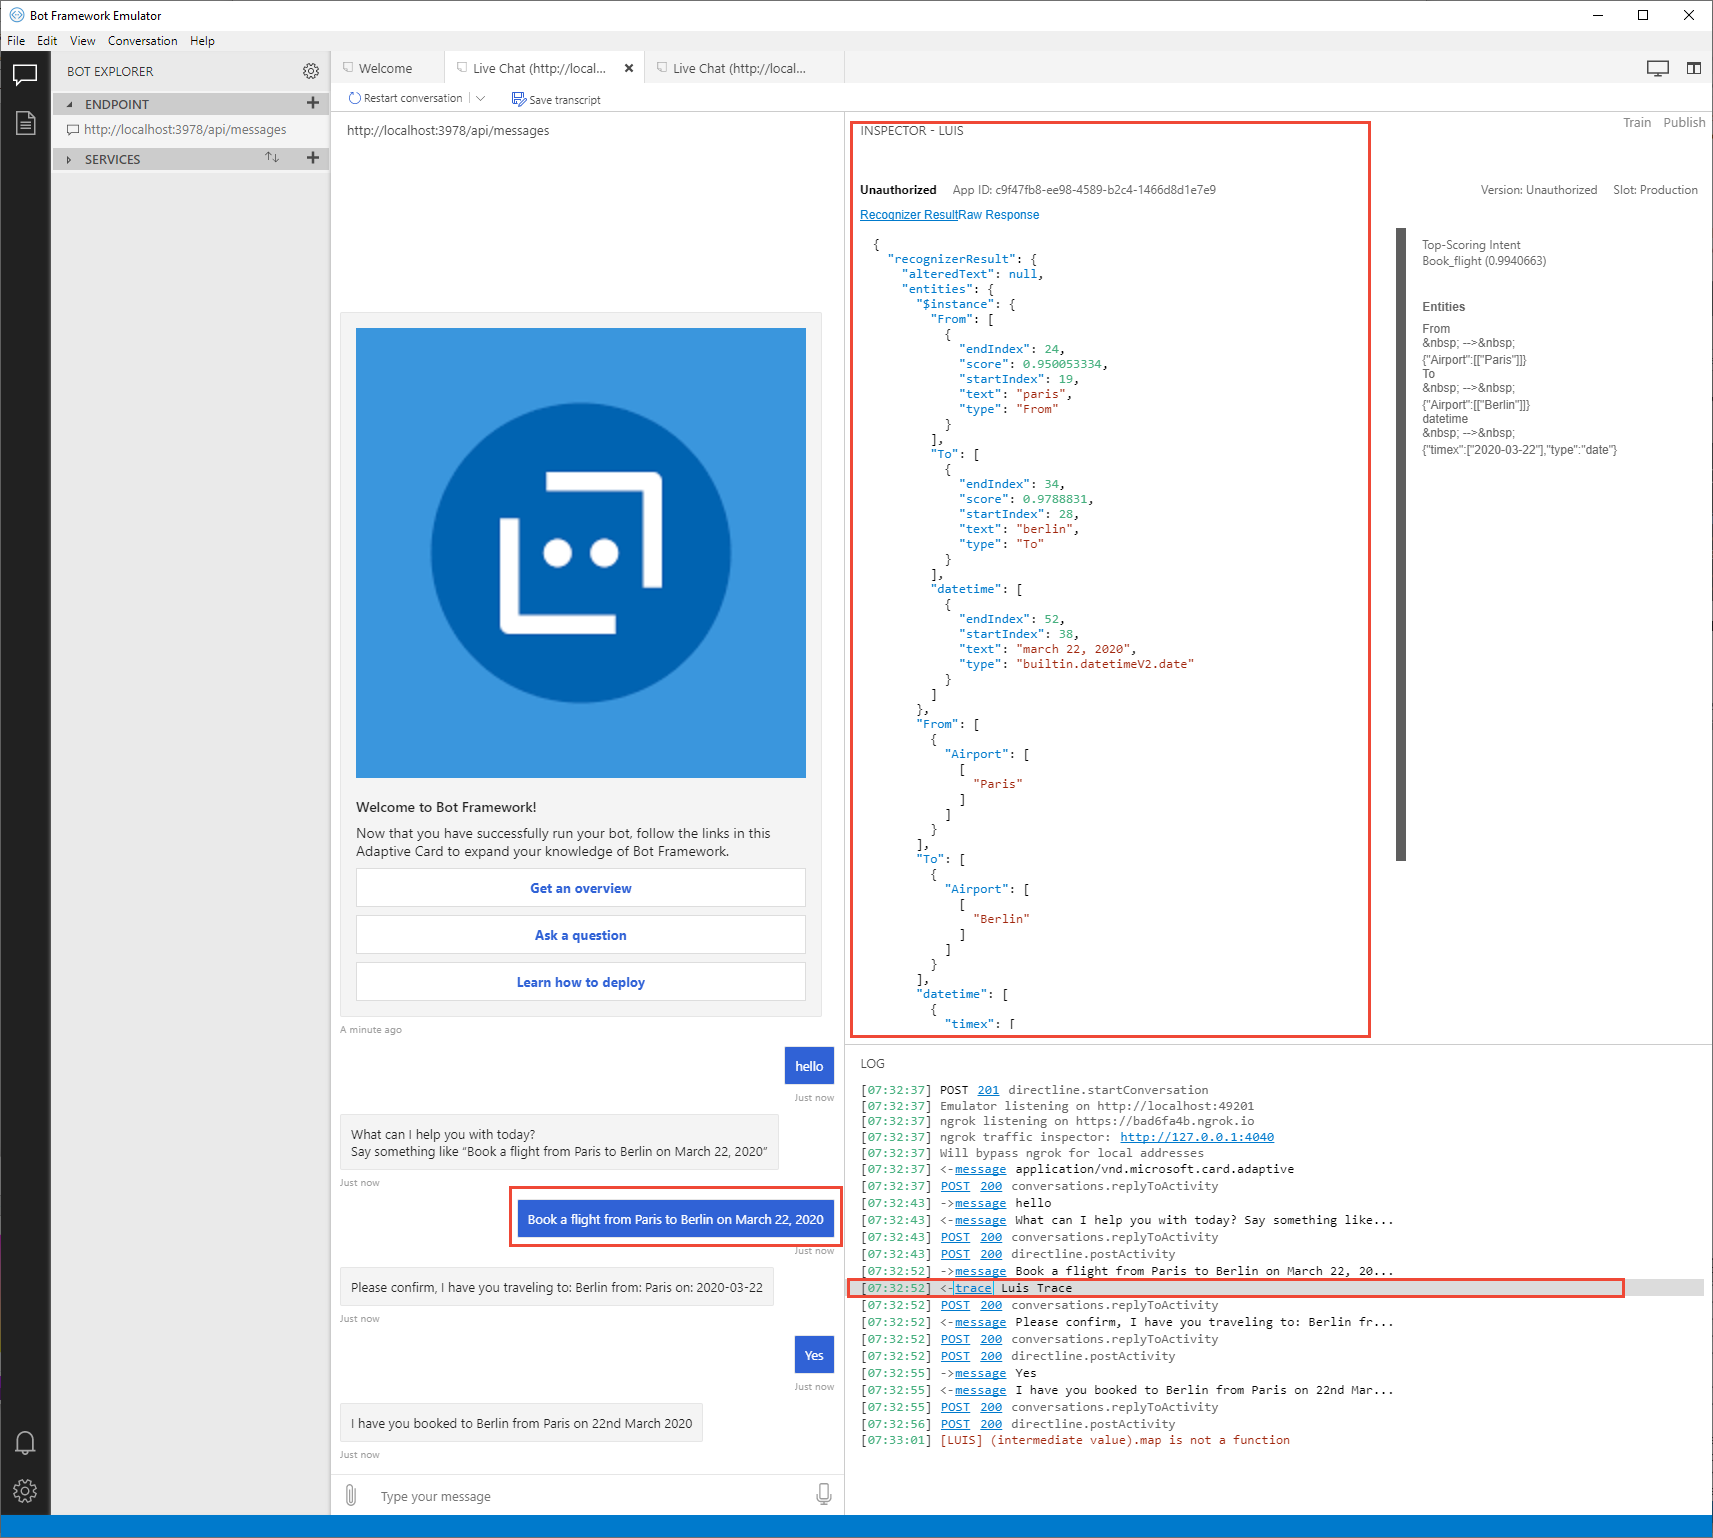 Bot Framework Emulator
File Edit View Conversation Help
BOT EXPLORER
ENDPOINT
http://localhost:3978/api/messages
SERVICES
Welcome
Live Chat (http://local...
Live Chat (http://local...
Restart conversation
Save transcript
http://localhost:3978/api/messages
Welcome to Bot Framework!
Now that you have successfully run your bot, follow the links in this
Adaptive Card to expand your knowledge of Bot Framework.
Get an overview
Ask a question
Learn how to deploy
A minute ago
hello
Just now
What can I help you with today?
Say something like “Book a flight from Paris to Berlin on March 22, 2020”
Just now
Book a flight from Paris to Berlin on March 22, 2020
Just now
Please confirm, I have you traveling to: Berlin from: Paris on: 2020-03-22
Just now
Yes
Just now
I have you booked to Berlin from Paris on 22nd March 2020
Just now
Type your message
INSPECTOR - LUIS
Train Publish
Unauthorized App ID: c9f47fb8-ee98-4589-b2c4-1466d8d1e7e9
Version: Unauthorized Slot: Production
Recognizer Result Raw Response
{
"recognizerResult": {
"alteredText": null,
"entities": {
"$instance": {
"From": [
{
"endIndex": 24,
"score": 0.950053334,
"startIndex": 19,
"text": "paris",
"type": "From"
}
],
"To": [
{
"endIndex": 34,
"score": 0.9788831,
"startIndex": 28,
"text": "berlin",
"type": "To"
}
],
"datetime": [
{
"endIndex": 52,
"startIndex": 38,
"text": "march 22, 2020",
"type": "builtin.datetimeV2.date"
}
]
},
"From": [
{
"Airport": [
[
"Paris"
]
]
}
],
"To": [
{
"Airport": [
[
"Berlin"
]
]
}
],
"datetime": [
{
"timex": [
Top-Scoring Intent
Book_flight (0.9940663)
Entities
From
&nbsp; -->&nbsp;
{"Airport":[["Paris"]]}
To
&nbsp; -->&nbsp;
{"Airport":[["Berlin"]]}
datetime
&nbsp; -->&nbsp;
{"timex":["2020-03-22"],"type":"date"}
LOG
[07:32:37] POST 201 directline.startConversation
[07:32:37] Emulator listening on http://localhost:49201
[07:32:37] ngrok listening on https://bad6fa4b.ngrok.io
[07:32:37] ngrok traffic inspector: http://127.0.0.1:4040
[07:32:37] Will bypass ngrok for local addresses
[07:32:37] <-message application/vnd.microsoft.card.adaptive
[07:32:37] POST 200 conversations.replyToActivity
[07:32:43] ->message hello
[07:32:43] <-message What can I help you with today? Say something like...
[07:32:43] POST 200 conversations.replyToActivity
[07:32:43] POST 200 directline.postActivity
[07:32:52] ->message Book a flight from Paris to Berlin on March 22, 20...
[07:32:52] <-trace Luis Trace
[07:32:52] POST 200 conversations.replyToActivity
[07:32:52] <-message Please confirm, I have you traveling to: Berlin fr...
[07:32:52] POST 200 conversations.replyToActivity
[07:32:52] POST 200 directline.postActivity
[07:32:55] ->message Yes
[07:32:55] <-message I have you booked to Berlin from Paris on 22nd Mar...
[07:32:55] POST 200 conversations.replyToActivity
[07:32:56] POST 200 directline.postActivity
[07:33:01] [LUIS] (intermediate value).map is not a function